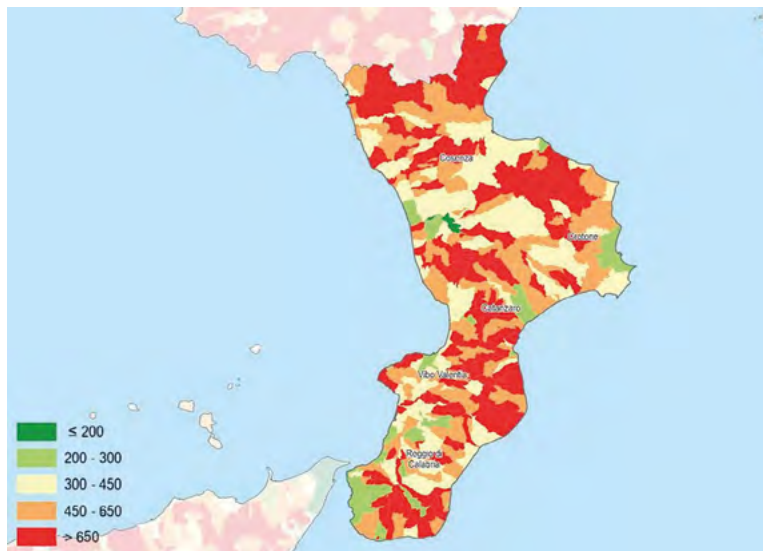 Cosenza
Crotone
Catanzaro
Vibo Valentia
Reggio di
Calabria
≤ 200
200 - 300
300 - 450
450 - 650
> 650